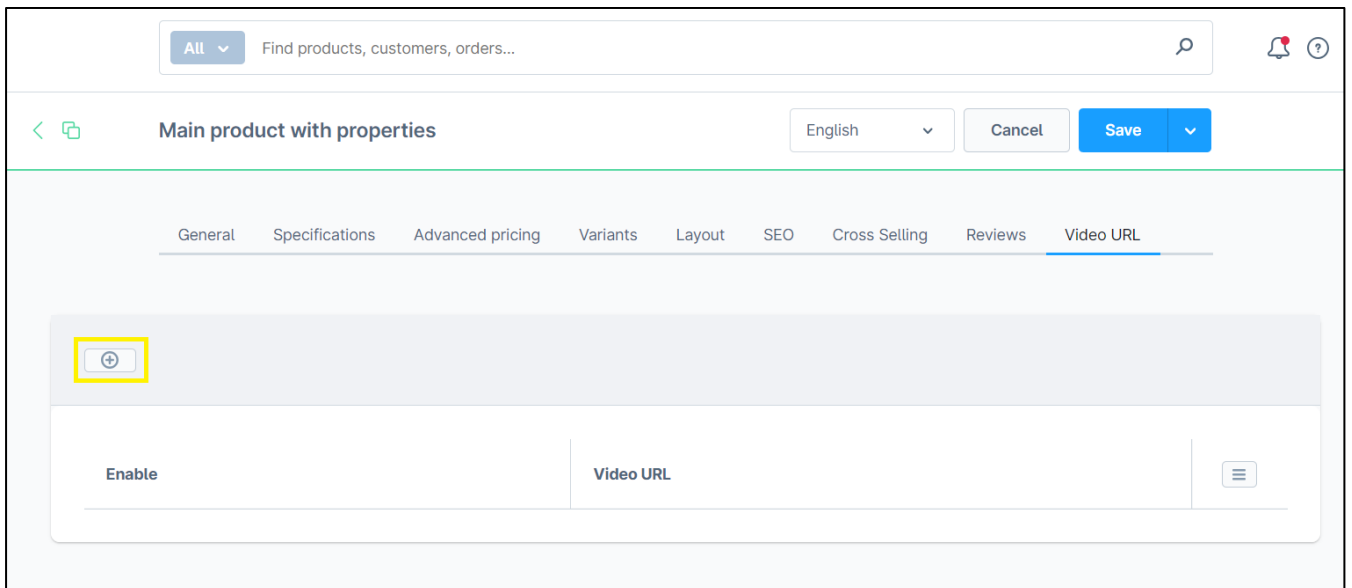 All Find products, customers, orders...
Main product with properties English Cancel Save
General Specifications Advanced pricing Variants Layout SEO Cross Selling Reviews Video URL
Enable Video URL